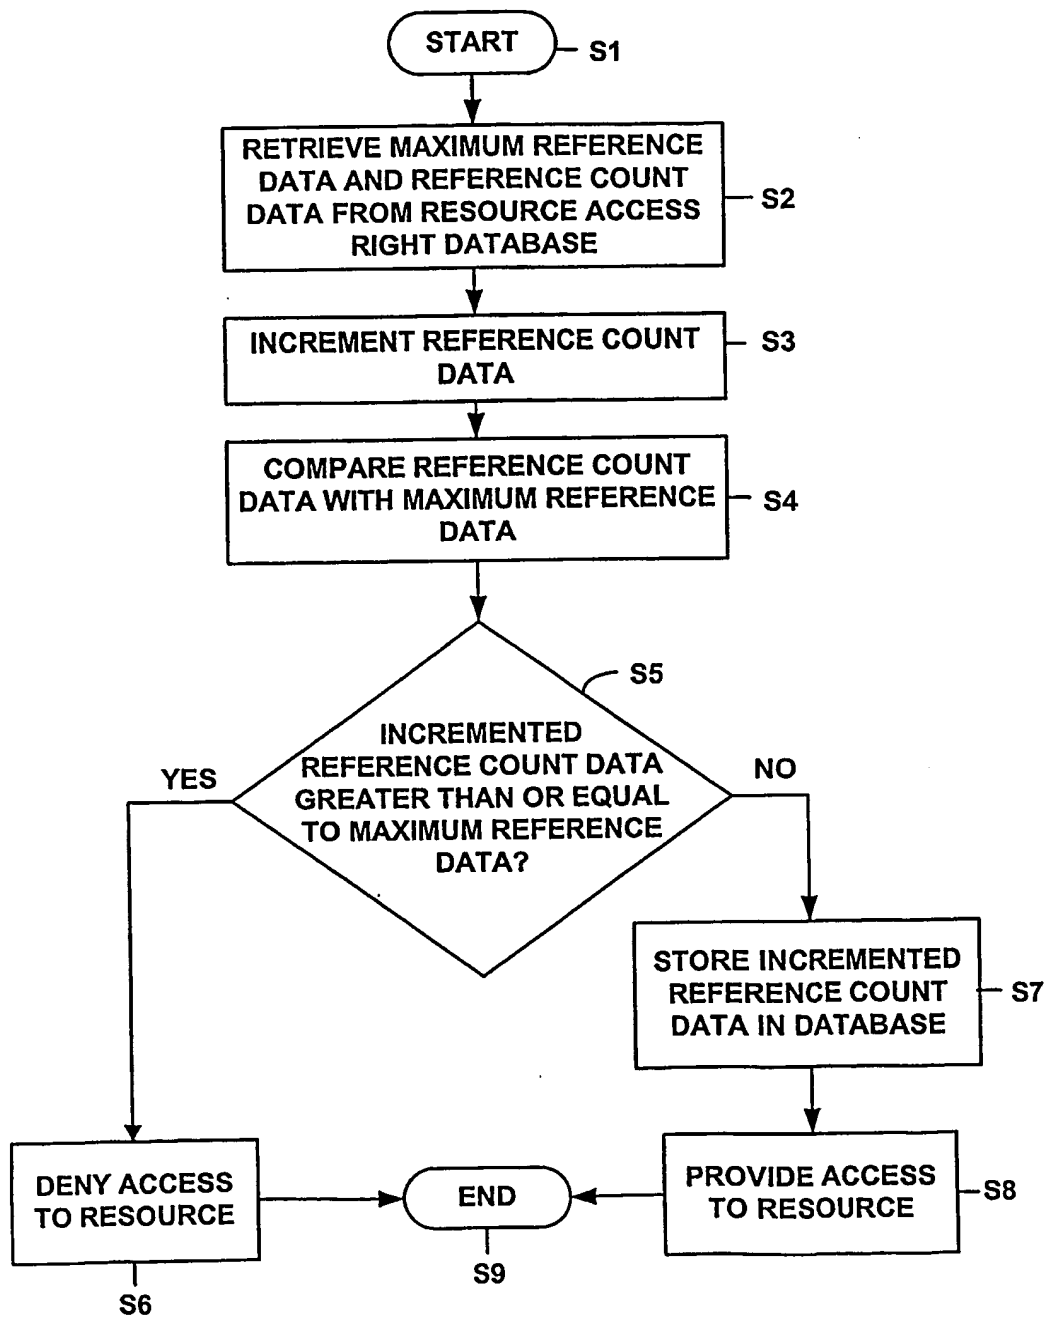 START
S1
RETRIEVE MAXIMUM REFERENCE
DATA AND REFERENCE COUNT
DATA FROM RESOURCE ACCESS
RIGHT DATABASE
S2
INCREMENT REFERENCE COUNT
DATA
S3
COMPARE REFERENCE COUNT
DATA WITH MAXIMUM REFERENCE
DATA
S4
S5
INCREMENTED
REFERENCE COUNT DATA
GREATER THAN OR EQUAL
TO MAXIMUM REFERENCE
DATA?
YES
NO
STORE INCREMENTED
REFERENCE COUNT
DATA IN DATABASE
S7
DENY ACCESS
TO RESOURCE
S6
END
S9
PROVIDE ACCESS
TO RESOURCE
S8